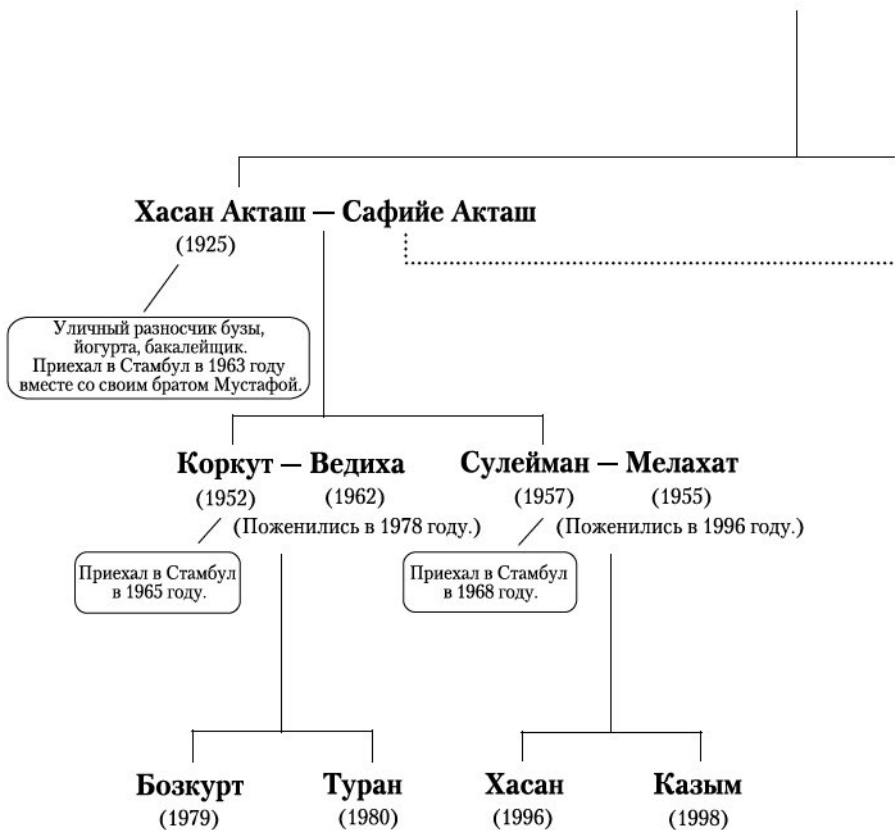 Хасан Акташ — Сафийе Акташ
(1925)
Уличный разносчик бузы,
йогурта, бакалейщик.
Приехал в Стамбул в 1963 году
вместе со своим братом Мустафой.
Коркут — Ведиха
(1952) (1962)
(Поженились в 1978 году.)
Приехал в Стамбул
в 1965 году.
Сулейман — Мелахат
(1957) (1955)
(Поженились в 1996 году.)
Приехал в Стамбул
в 1968 году.
Бозкурт Туран Хасан Казым
(1979) (1980) (1996) (1998)